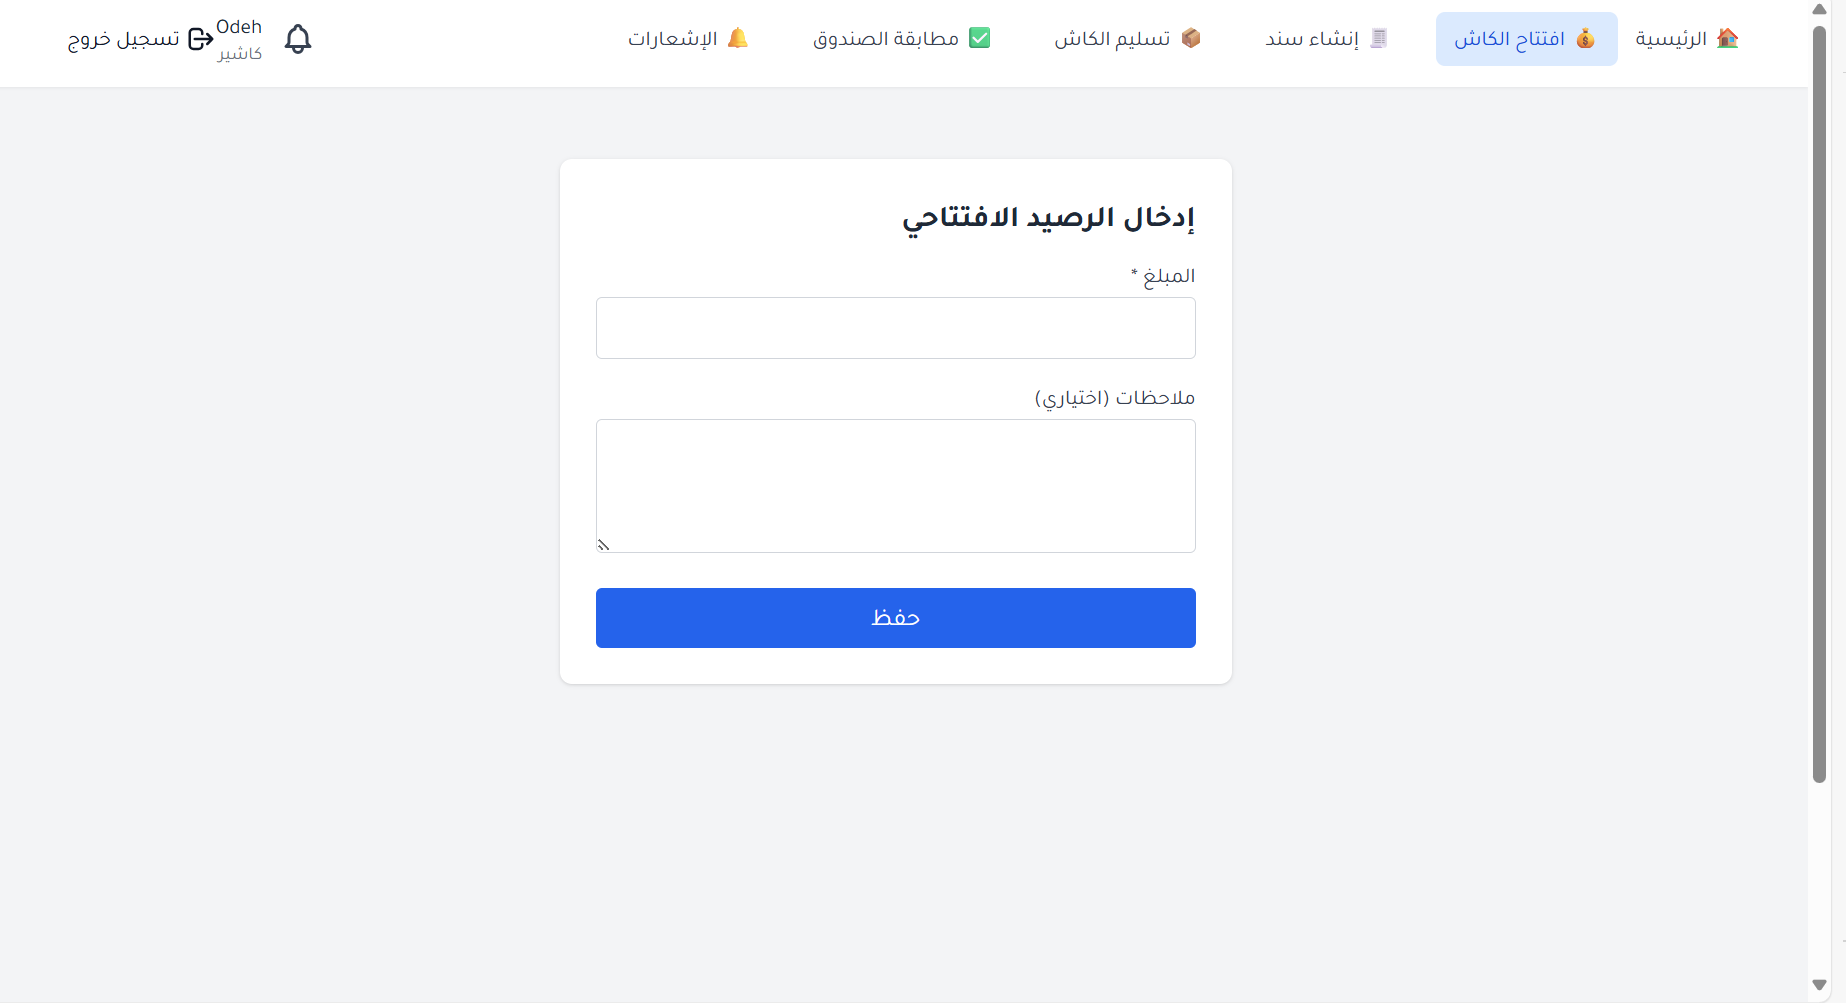 الرئيسية
افتتاح الكاش
إنشاء سند
تسليم الكاش
مطابقة الصندوق
الإشعارات
Odeh
كاشير
تسجيل خروج
إدخال الرصيد الافتتاحي
المبلغ *
ملاحظات (اختياري)
حفظ